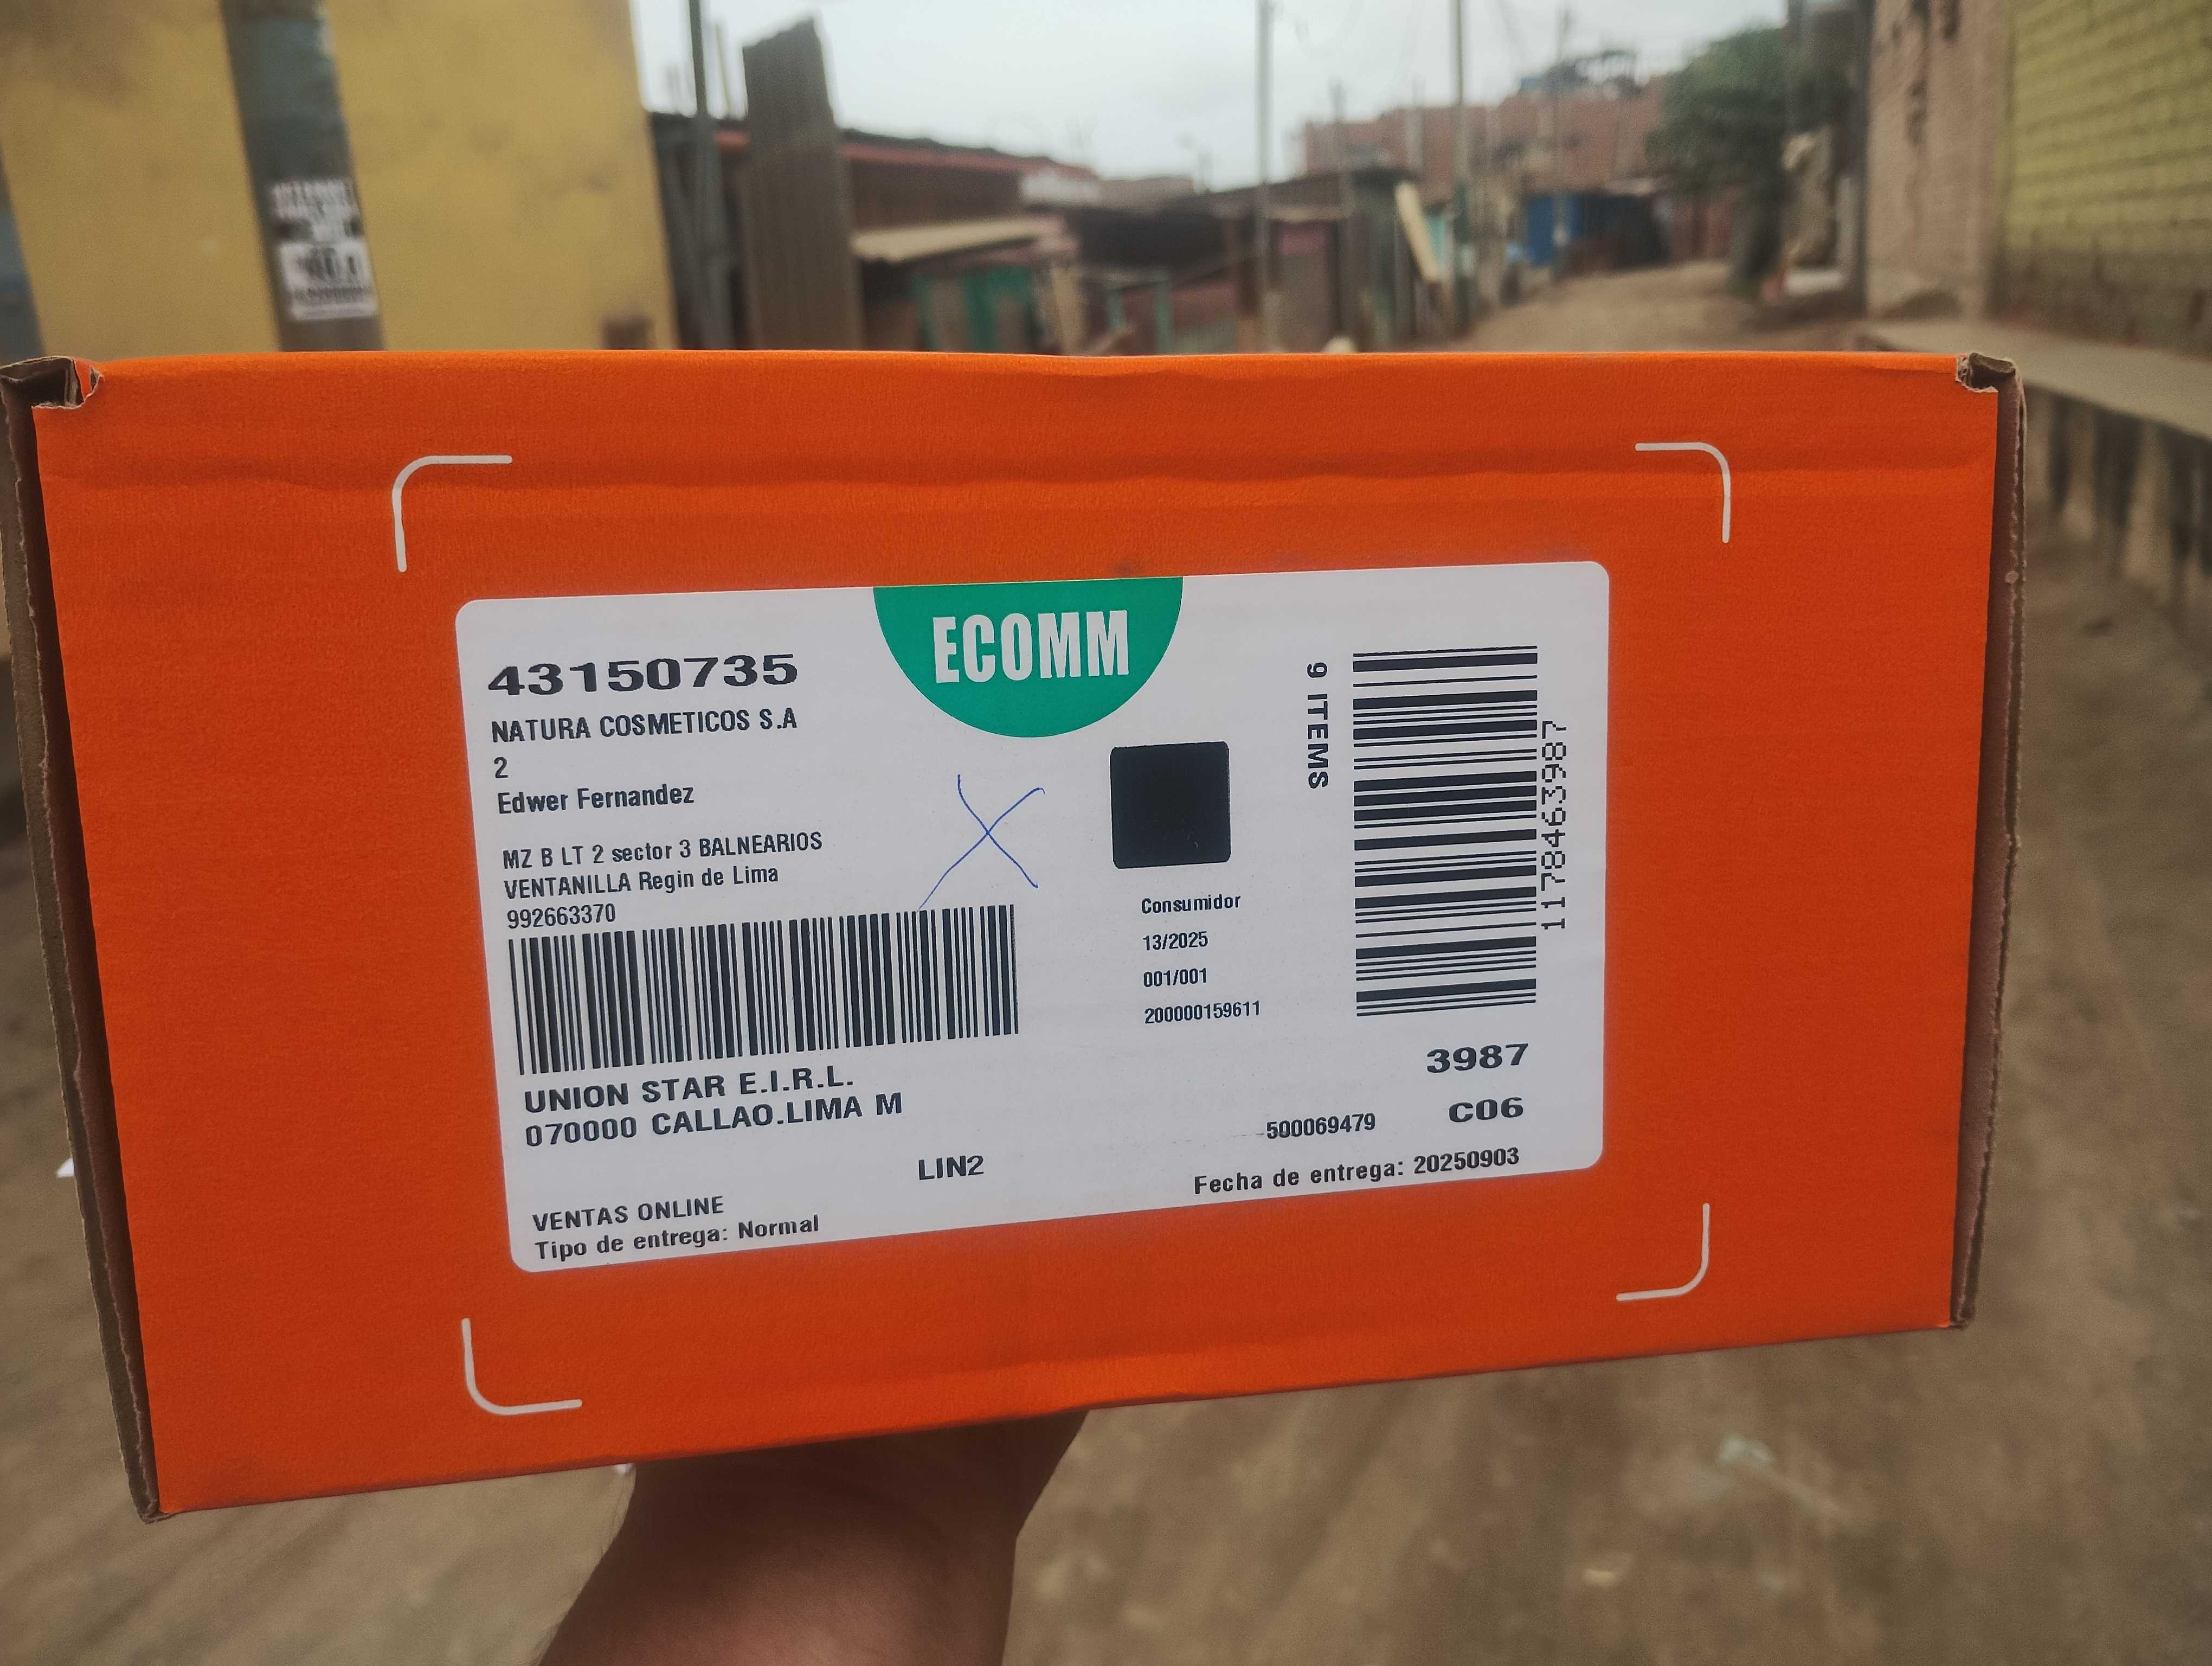 ECOMM
43150735
NATURA COSMETICOS S.A
2
Edwer Fernandez
MZ B LT 2 sector 3 BALNEARIOS
VENTANILLA Regin de Lima
992663370
UNION STAR E.I.R.L.
070000 CALLAO.LIMA M
LIN2
VENTAS ONLINE
Tipo de entrega: Normal
9 ITEMS
117846463987
Consumidor
13/2025
001/001
200000159611
3987
C06
500069479
Fecha de entrega: 20250903